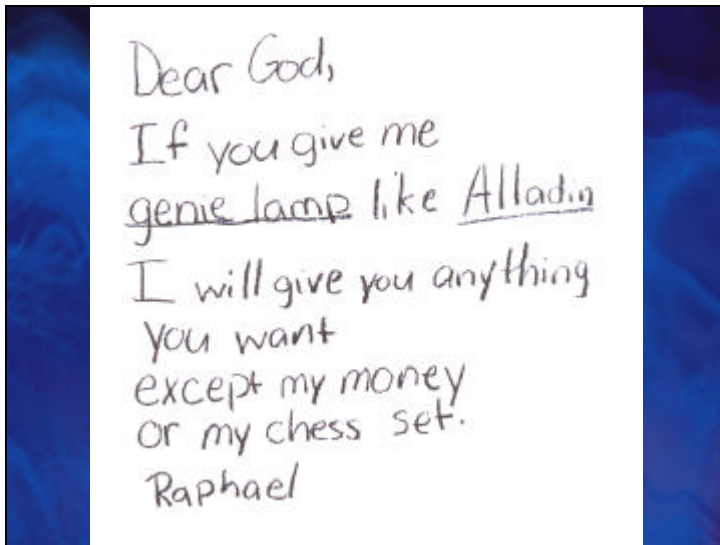 Dear God,
If you give me
genie lamp like Alladin
I will give you anything
you want
except my money
or my chess set.
Raphael